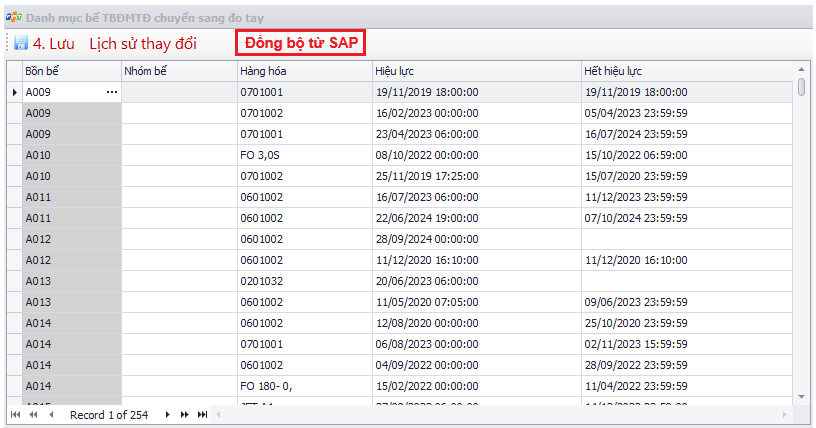 Danh mục bể TBĐMTĐ chuyển sang đo tay
4. Lưu Lịch sử thay đổi Đồng bộ từ SAP
Bồn bể Nhóm bể Hàng hóa Hiệu lực Hết hiệu lực
A009 ... 0701001 19/11/2019 18:00:00 19/11/2019 18:00:00
A009 0701002 16/02/2023 00:00:00 05/04/2023 23:59:59
A009 0701001 23/04/2023 06:00:00 16/07/2024 23:59:59
A010 FO 3,0S 08/10/2022 00:00:00 15/10/2022 06:59:00
A010 0701002 25/11/2019 17:25:00 15/07/2020 23:59:59
A011 0601002 16/07/2023 06:00:00 11/12/2023 23:59:59
A011 0601002 22/06/2024 19:00:00 07/10/2024 23:59:59
A012 0601002 28/09/2024 00:00:00
A012 0601002 11/12/2020 16:10:00 11/12/2020 16:10:00
A013 0201032 20/06/2023 06:00:00
A013 0601002 11/05/2020 07:05:00 09/06/2023 23:59:59
A014 0601002 12/08/2020 00:00:00 25/10/2020 23:59:59
A014 0701001 06/08/2023 00:00:00 02/11/2023 15:59:59
A014 0601002 04/09/2022 00:00:00 28/09/2022 23:59:59
A014 FO 180- 0, 15/02/2022 00:00:00 11/04/2022 23:59:59
Record 1 of 254